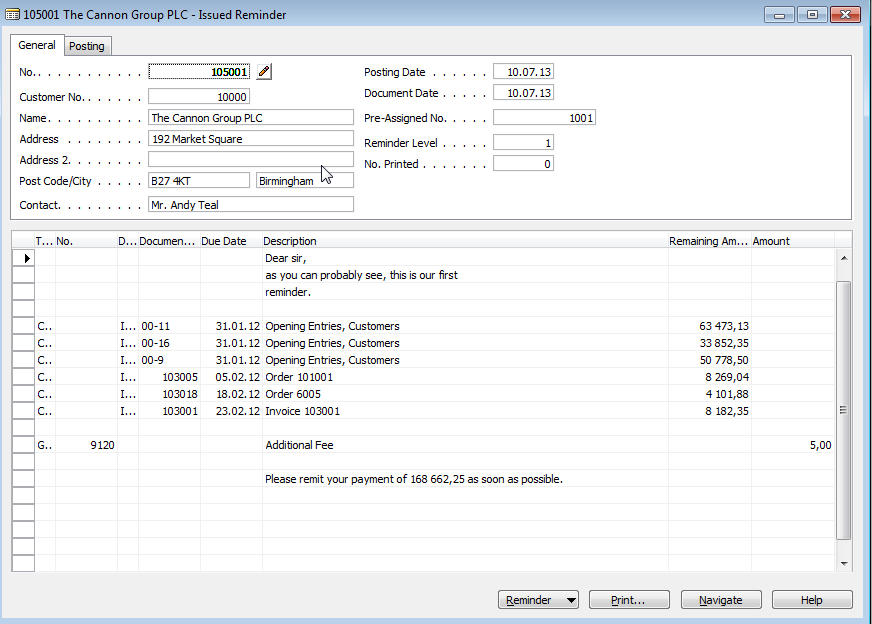 105001 The Cannon Group PLC - Issued Reminder
General Posting
No. . . . . . . . . . . . 105001
Customer No. . . . . . . 10000
Name . . . . . . . . . . The Cannon Group PLC
Address . . . . . . . . . 192 Market Square
Address 2. . . . . . . .
Post Code/City . . . . . B27 4KT Birmingham
Contact. . . . . . . . . Mr. Andy Teal
Posting Date . . . . . . 10.07.13
Document Date . . . . . 10.07.13
Pre-Assigned No. . . . . 1001
Reminder Level . . . . . 1
No. Printed . . . . . . 0
T... No. D... Documen... Due Date Description Remaining Am... Amount
Dear sir,
as you can probably see, this is our first
reminder.
C.. I... 00-11 31.01.12 Opening Entries, Customers 63 473,13
C.. I... 00-16 31.01.12 Opening Entries, Customers 33 852,35
C.. I... 00-9 31.01.12 Opening Entries, Customers 50 778,50
C.. I... 103005 05.02.12 Order 101001 8 269,04
C.. I... 103018 18.02.12 Order 6005 4 101,88
C.. I... 103001 23.02.12 Invoice 103001 8 182,35
G.. 9120 Additional Fee 5,00
Please remit your payment of 168 662,25 as soon as possible.
Reminder Print... Navigate Help